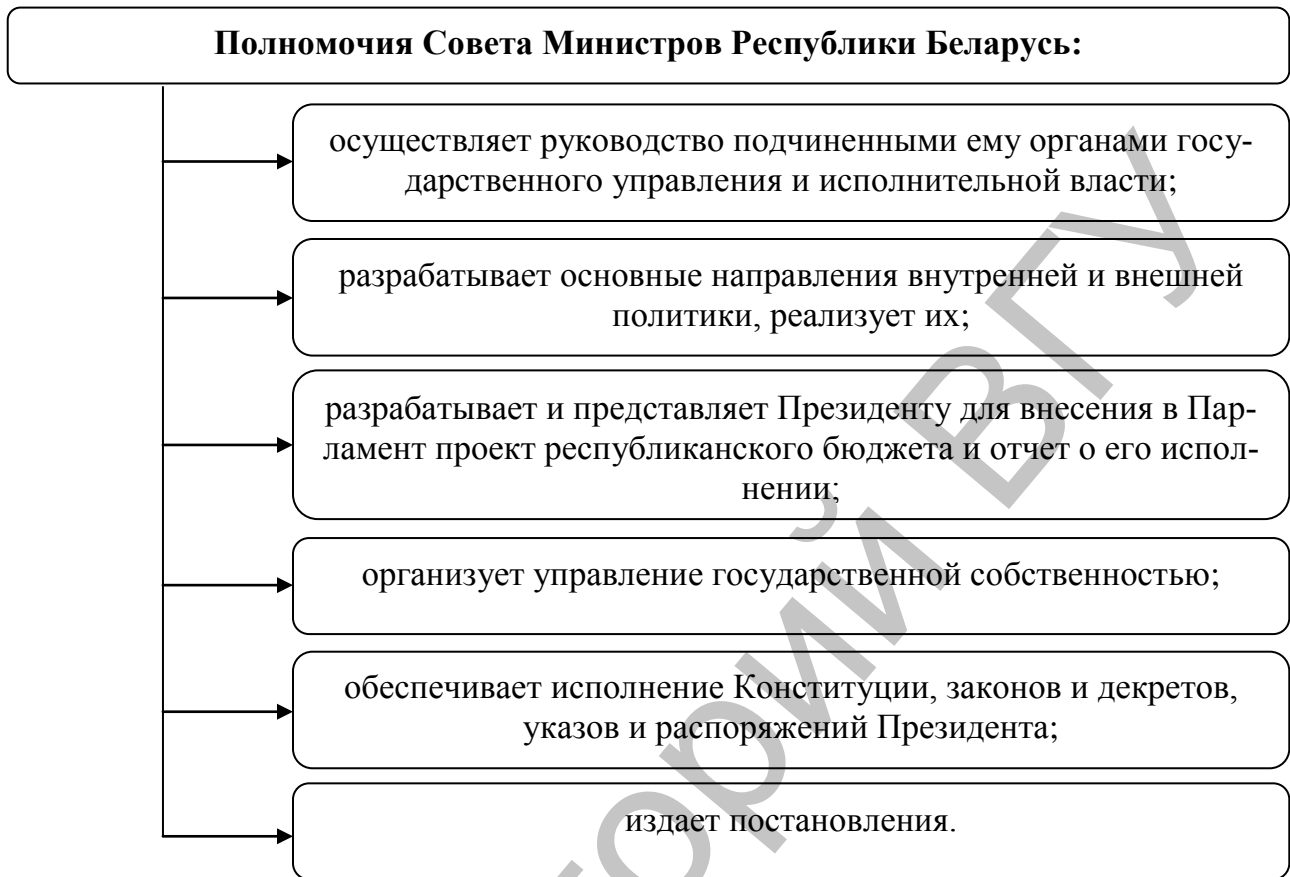 Полномочия Совета Министров Республики Беларусь:
осуществляет руководство подчиненными ему органами госу-
дарственного управления и исполнительной власти;
разрабатывает основные направления внутренней и внешней
политики, реализует их;
разрабатывает и представляет Президенту для внесения в Пар-
ламент проект республиканского бюджета и отчет о его испол-
нении;
организует управление государственной собственностью;
обеспечивает исполнение Конституции, законов и декретов,
указов и распоряжений Президента;
издает постановления.
торий ВГУ